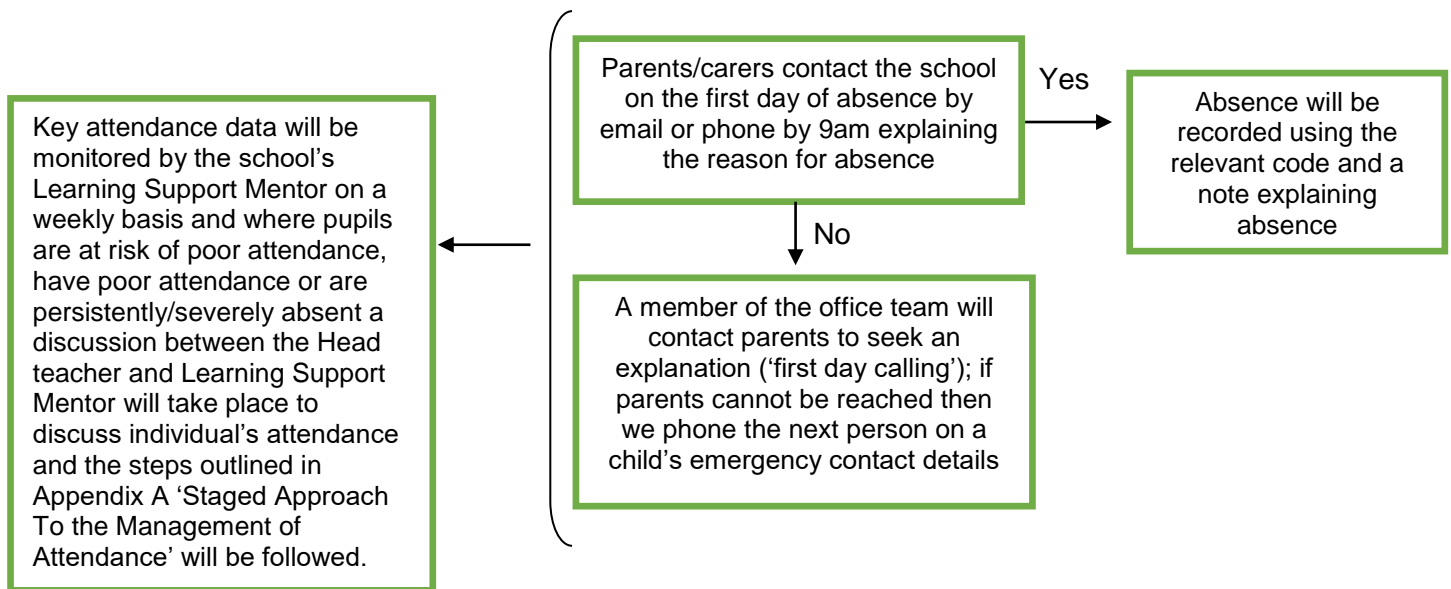 Parents/carers contact the school
on the first day of absence by
email or phone by 9am explaining
the reason for absence
Yes
Absence will be
recorded using the
relevant code and a
note explaining
absence
No
A member of the office team will
contact parents to seek an
explanation (‘first day calling’); if
parents cannot be reached then
we phone the next person on a
child’s emergency contact details
Key attendance data will be
monitored by the school’s
Learning Support Mentor on a
weekly basis and where pupils
are at risk of poor attendance,
have poor attendance or are
persistently/severely absent a
discussion between the Head
teacher and Learning Support
Mentor will take place to
discuss individual’s attendance
and the steps outlined in
Appendix A ‘Staged Approach
To the Management of
Attendance’ will be followed.